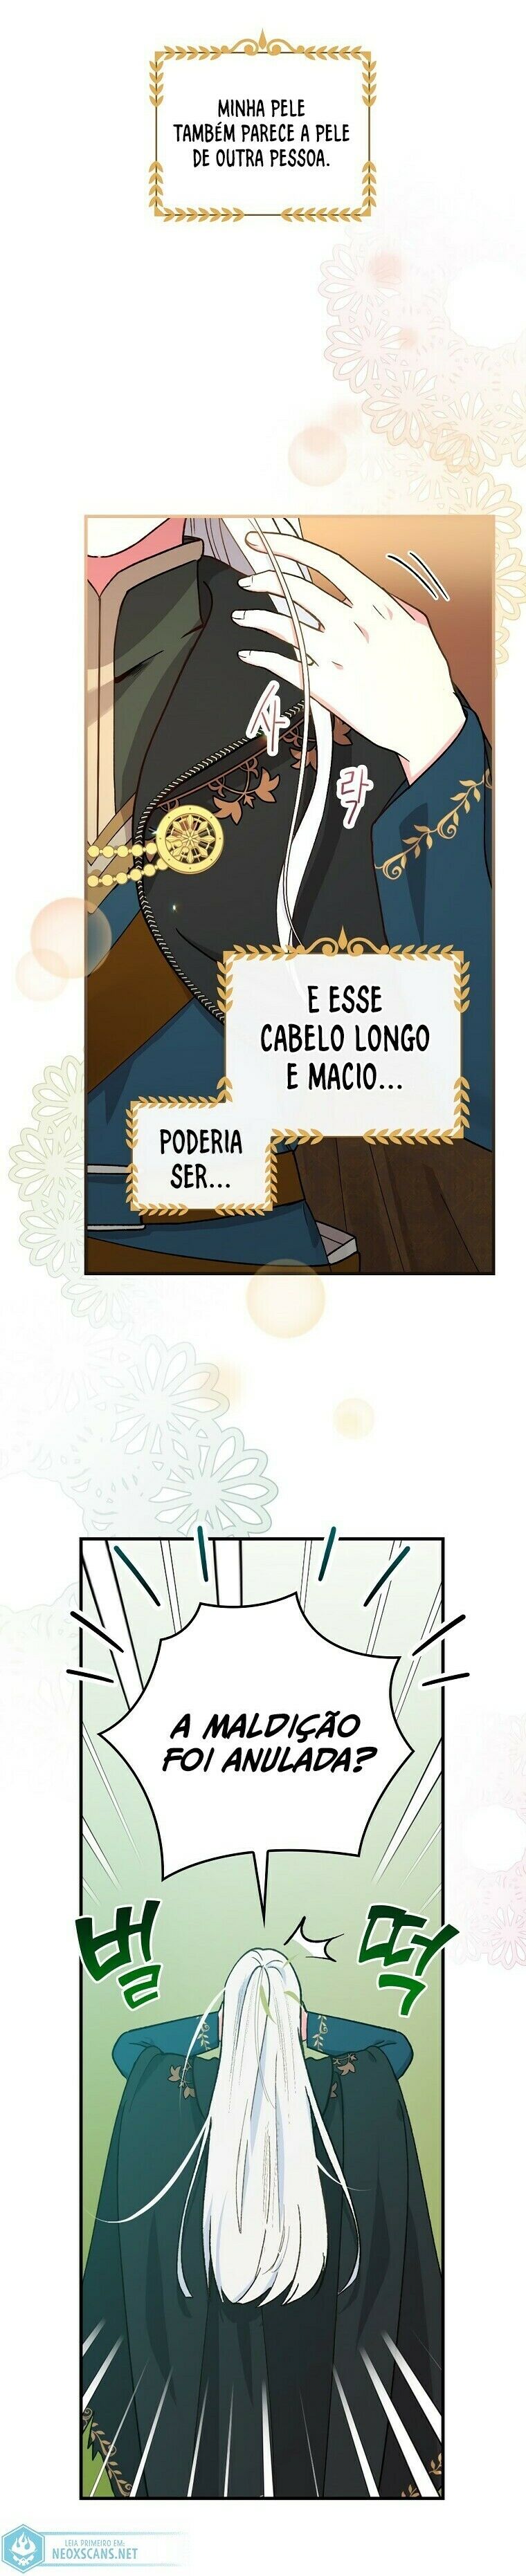 MINHA PELE
TAMBÉM PARECE A PELE
DE OUTRA PESSOA.
사
락
E ESSE
CABELO LONGO
E MACIO...
PODERIA
SER...
A MALDIÇÃO
FOI ANULADA?
벌
떡
LEIA PRIMEIRO EM:
NEOXSCANS.NET